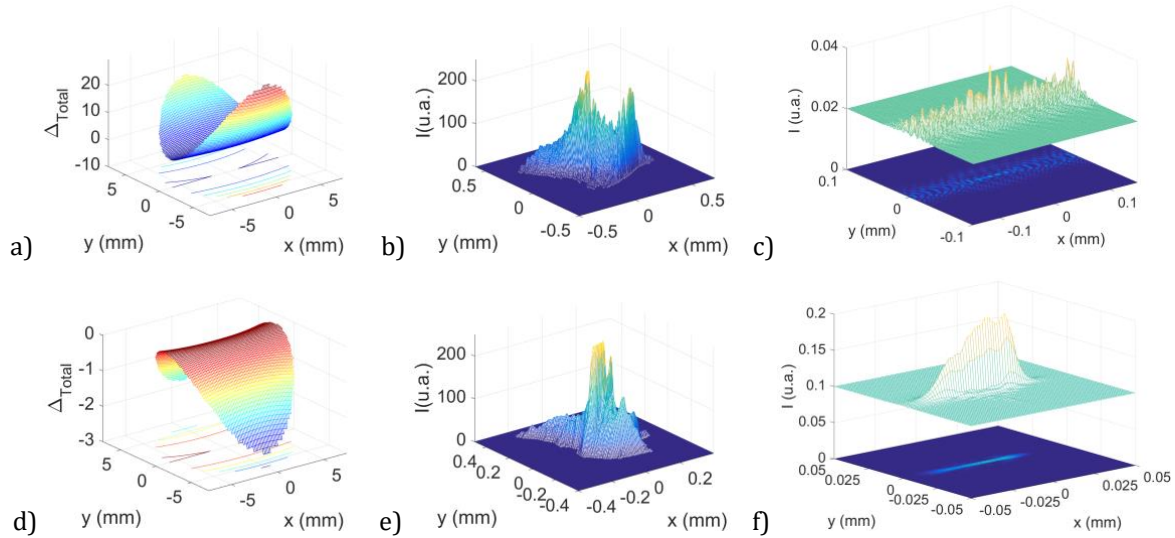 a)
Δ_Total
20
10
0
-10
5
0
-5
y (mm)
-5
0
5
x (mm)
b)
I(u.a.)
200
100
0
0.5
0
-0.5
y (mm)
-0.5
0
0.5
x (mm)
c)
I (u.a.)
0.04
0.02
0
0.1
0
-0.1
y (mm)
-0.1
0
0.1
x (mm)
d)
Δ_Total
0
-1
-2
-3
5
0
-5
y (mm)
-5
0
5
x (mm)
e)
I(u.a.)
200
100
0
0.4
0.2
0
-0.2
-0.4
y (mm)
-0.4
-0.2
0
0.2
x (mm)
f)
I (u.a.)
0.2
0.15
0.1
0.05
0
0.05
0.025
0
-0.025
-0.05
y (mm)
-0.05
-0.025
0
0.025
0.05
x (mm)